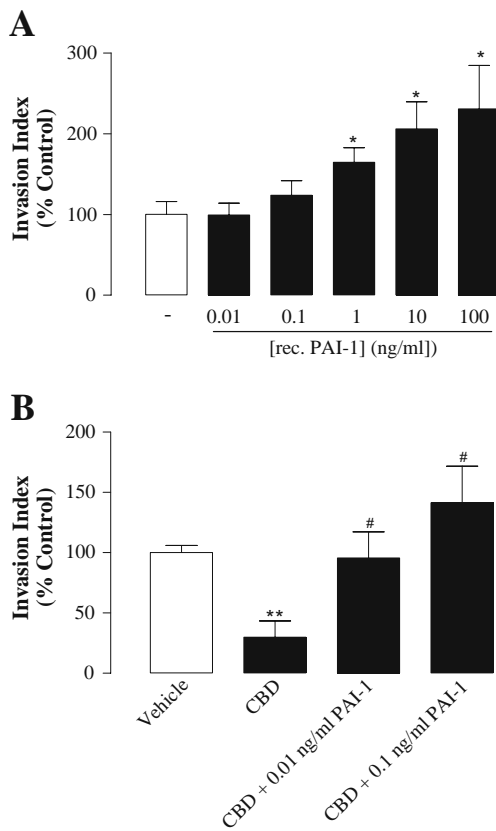 A
300
200
100
0
Invasion Index
(% Control)
*
*
*
- 0.01 0.1 1 10 100
[rec. PAI-1] (ng/ml])
B
200
150
100
50
0
Invasion Index
(% Control)
**
#
#
Vehicle
CBD
CBD + 0.01 ng/ml PAI-1
CBD + 0.1 ng/ml PAI-1